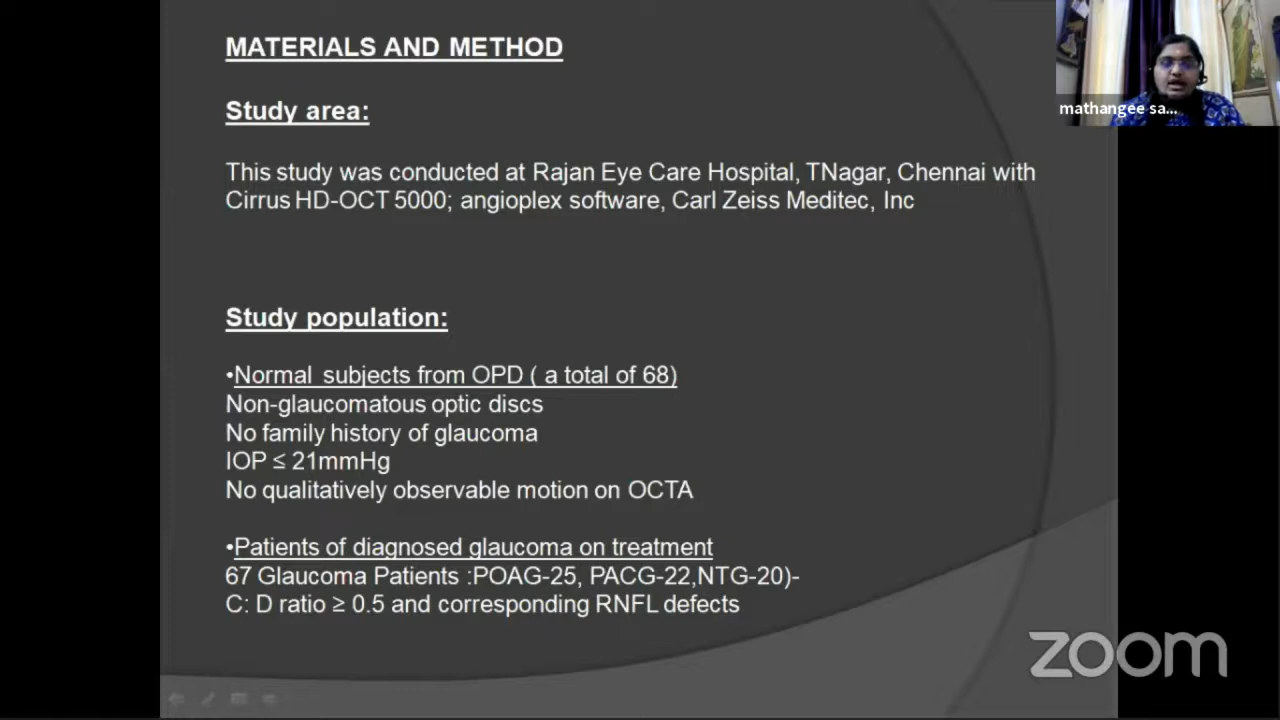 MATERIALS AND METHOD
Study area:
This study was conducted at Rajan Eye Care Hospital, TNagar, Chennai with
Cirrus HD-OCT 5000; angioplex software, Carl Zeiss Meditec, Inc
Study population:
•Normal subjects from OPD ( a total of 68)
Non-glaucomatous optic discs
No family history of glaucoma
IOP ≤ 21mmHg
No qualitatively observable motion on OCTA
•Patients of diagnosed glaucoma on treatment
67 Glaucoma Patients :POAG-25, PACG-22,NTG-20)-
C: D ratio ≥ 0.5 and corresponding RNFL defects
mathangee sa...
zoom